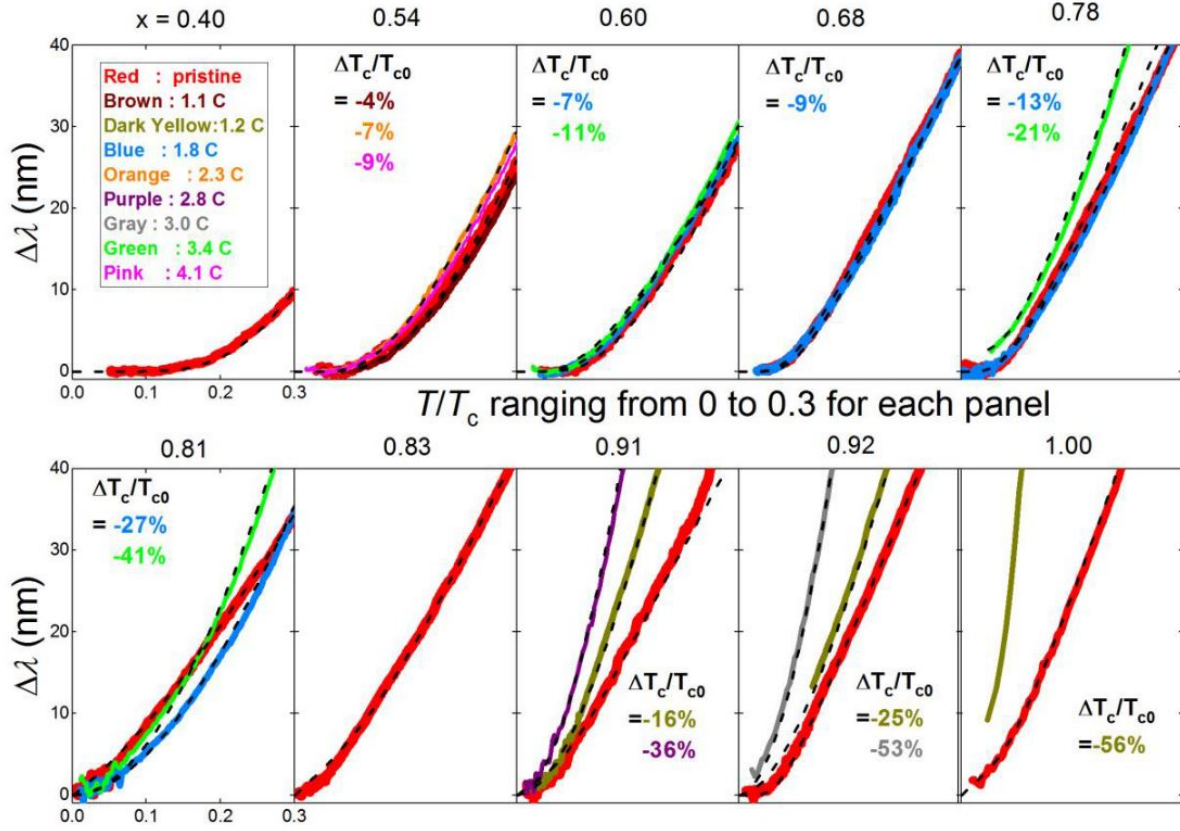 x = 0.40 0.54 0.60 0.68 0.78
40
30
20
10
0
Δλ (nm)
Red : pristine
Brown : 1.1 C
Dark Yellow:1.2 C
Blue : 1.8 C
Orange : 2.3 C
Purple : 2.8 C
Gray : 3.0 C
Green : 3.4 C
Pink : 4.1 C
ΔTc/Tc0
= -4%
-7%
-9%
ΔTc/Tc0
= -7%
-11%
ΔTc/Tc0
= -9%
ΔTc/Tc0
= -13%
-21%
0.0 0.1 0.2 0.3
T/Tc ranging from 0 to 0.3 for each panel
0.81 0.83 0.91 0.92 1.00
40
30
20
10
0
Δλ (nm)
ΔTc/Tc0
= -27%
-41%
ΔTc/Tc0
=-16%
-36%
ΔTc/Tc0
=-25%
-53%
ΔTc/Tc0
=-56%
0.0 0.1 0.2 0.3